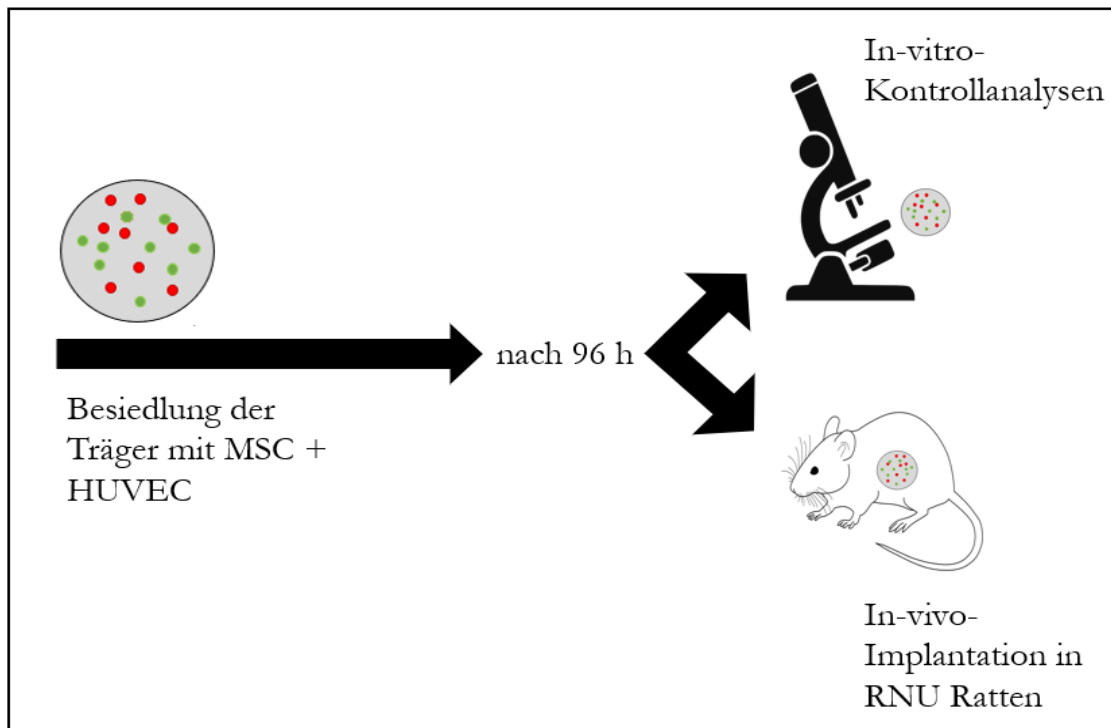 In-vitro-
Kontrollanalysen
nach 96 h
Besiedlung der
Träger mit MSC +
HUVEC
In-vivo-
Implantation in
RNU Ratten